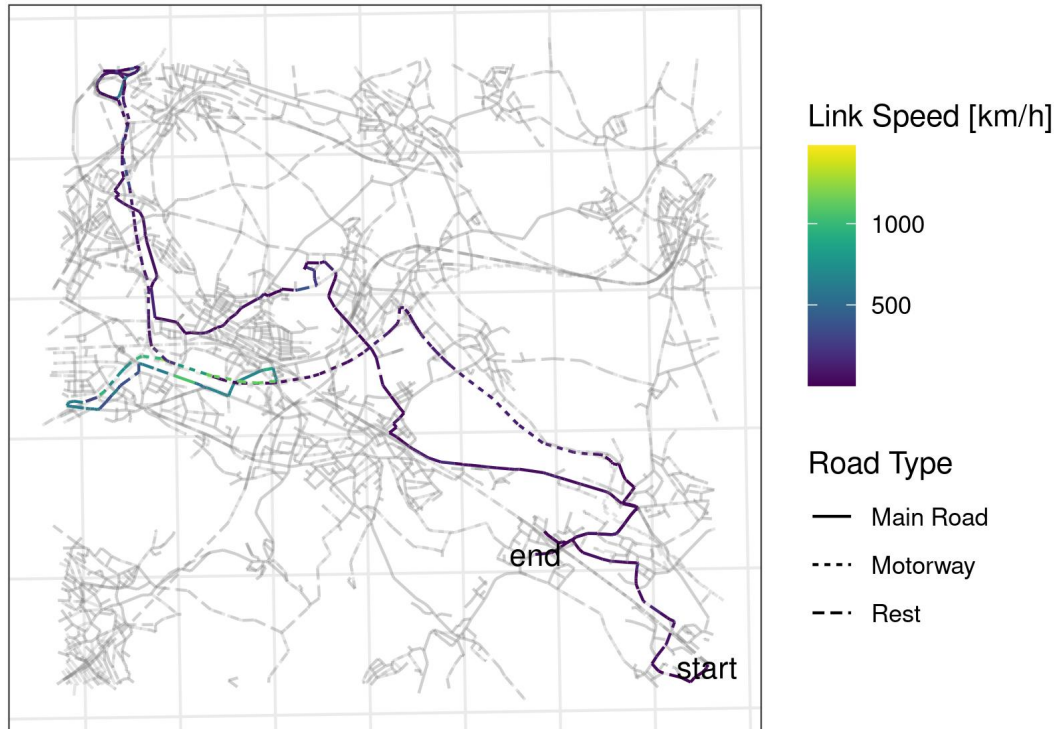 Link Speed [km/h]
1000
500
Road Type
Main Road
Motorway
Rest
end
start